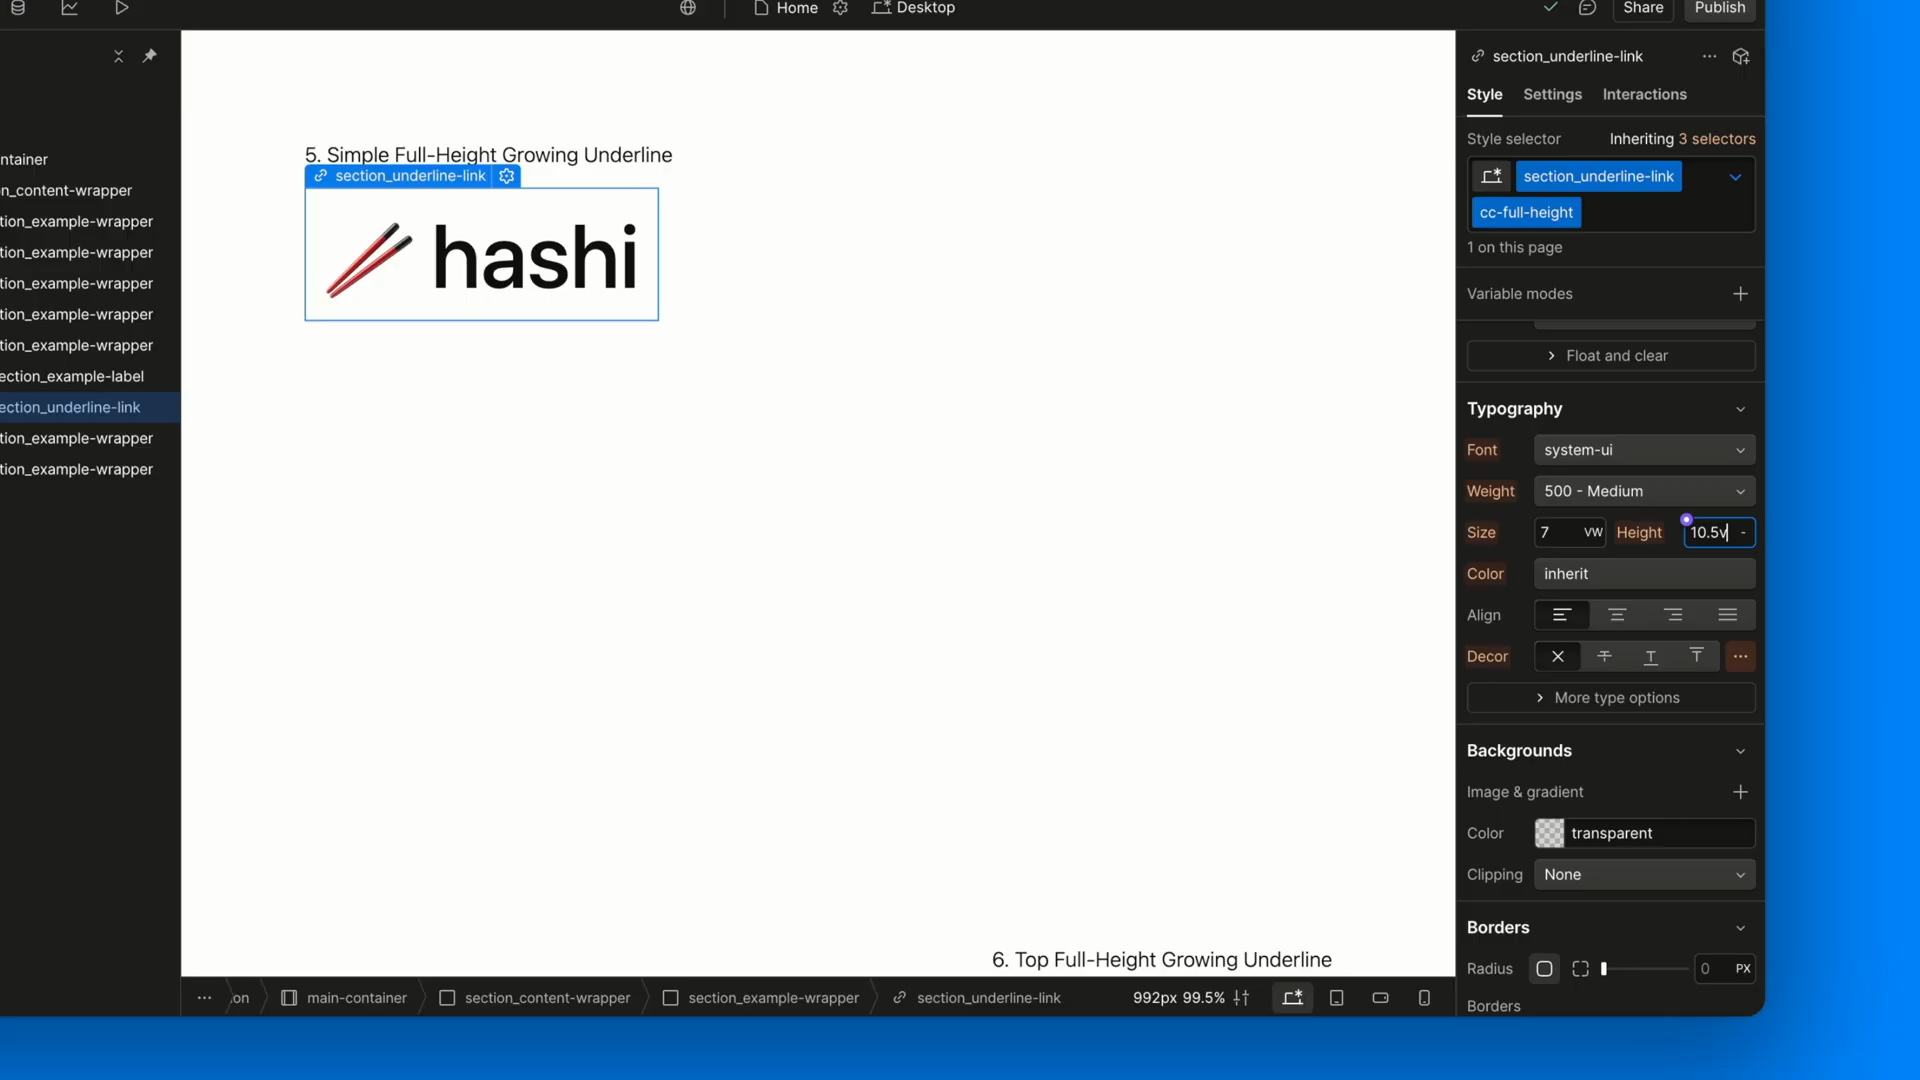 Home
Desktop
Share
Publish
ntainer
n_content-wrapper
tion_example-wrapper
tion_example-wrapper
tion_example-wrapper
tion_example-wrapper
tion_example-wrapper
ection_example-label
ection_underline-link
tion_example-wrapper
tion_example-wrapper
5. Simple Full-Height Growing Underline
section_underline-link
hashi
6. Top Full-Height Growing Underline
on
main-container
section_content-wrapper
section_example-wrapper
section_underline-link
992px 99.5%
section_underline-link
Style Settings Interactions
Style selector Inheriting 3 selectors
section_underline-link
cc-full-height
1 on this page
Variable modes
Float and clear
Typography
Font system-ui
Weight 500 - Medium
Size 7 VW Height 10.5v -
Color inherit
Align
Decor
More type options
Backgrounds
Image & gradient
Color transparent
Clipping None
Borders
Radius 0 PX
Borders